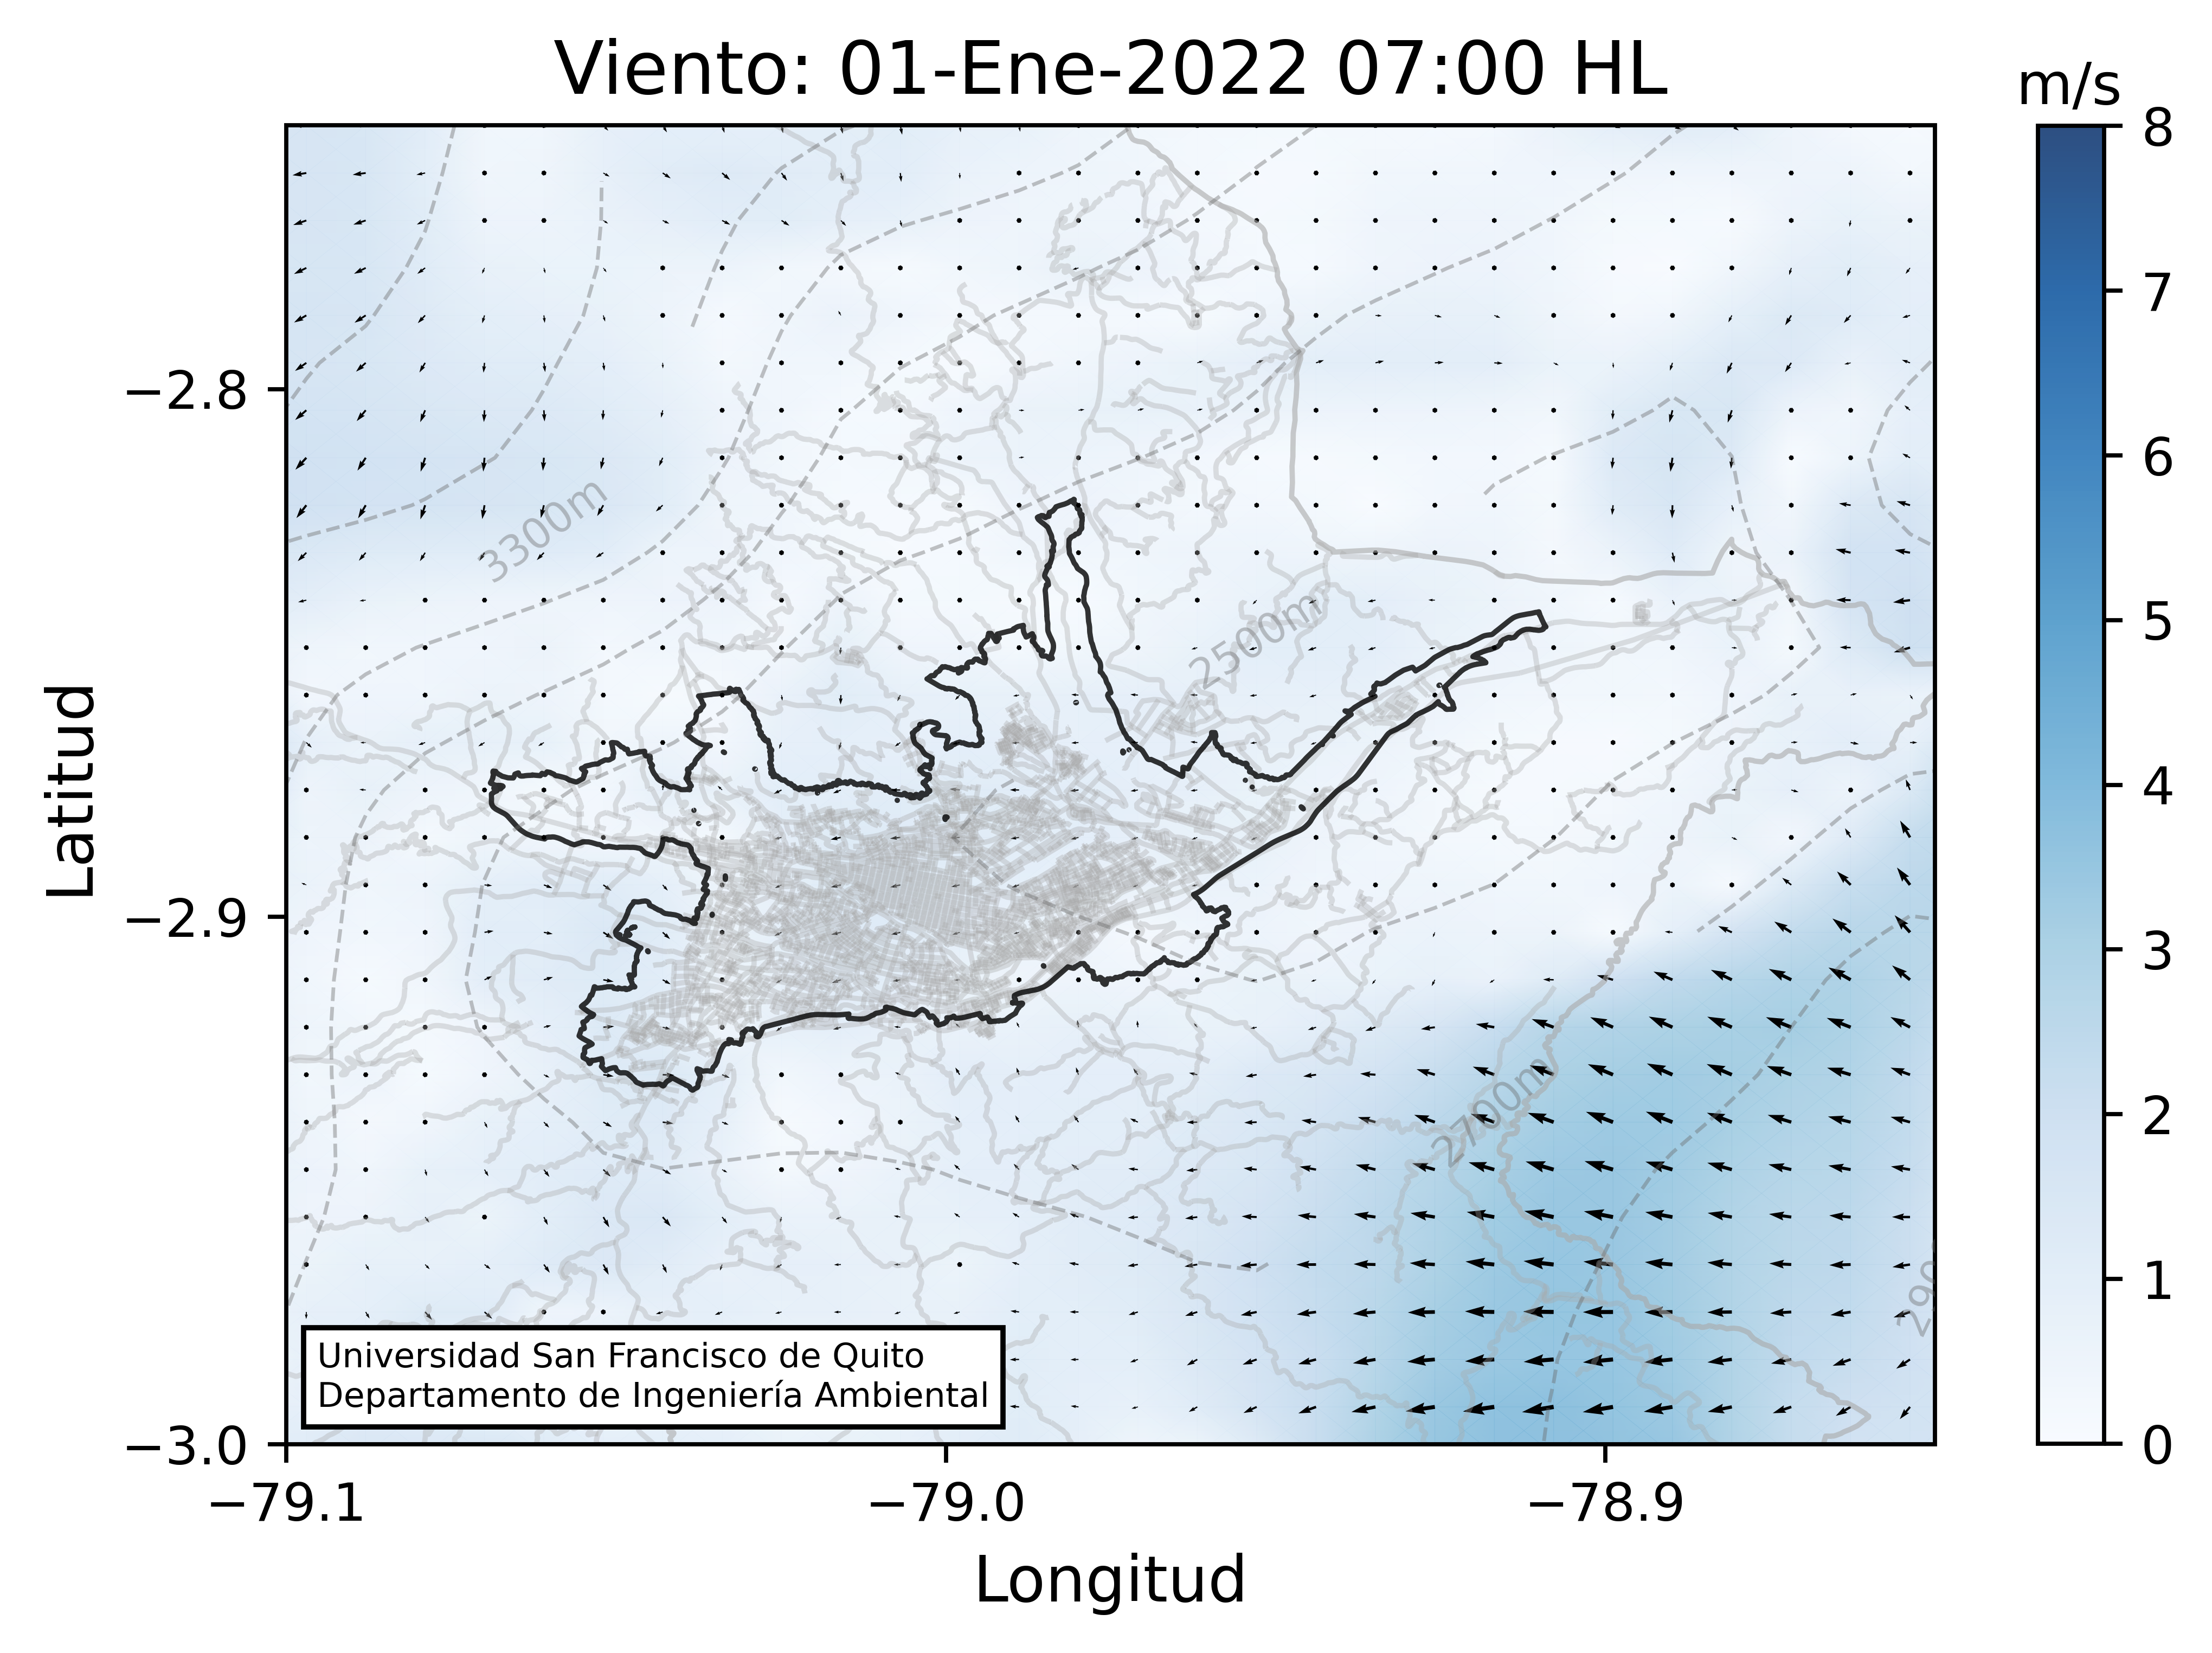 Viento: 01-Ene-2022 07:00 HL
m/s
8
7
6
5
4
3
2
1
0
Latitud
−2.8
−2.9
−3.0
3300m
2500m
2700m
290
Universidad San Francisco de Quito
Departamento de Ingeniería Ambiental
−79.1
−79.0
−78.9
Longitud